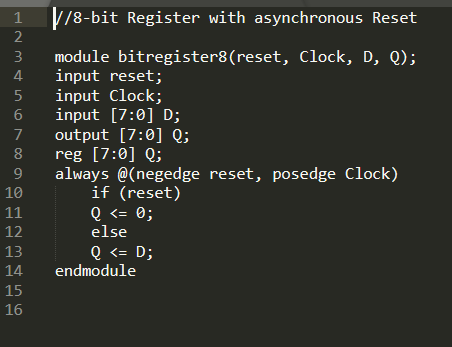 1 //8-bit Register with asynchronous Reset
2
3 module bitregister8(reset, Clock, D, Q);
4 input reset;
5 input Clock;
6 input [7:0] D;
7 output [7:0] Q;
8 reg [7:0] Q;
9 always @(negedge reset, posedge Clock)
10 if (reset)
11 Q <= 0;
12 else
13 Q <= D;
14 endmodule
15
16